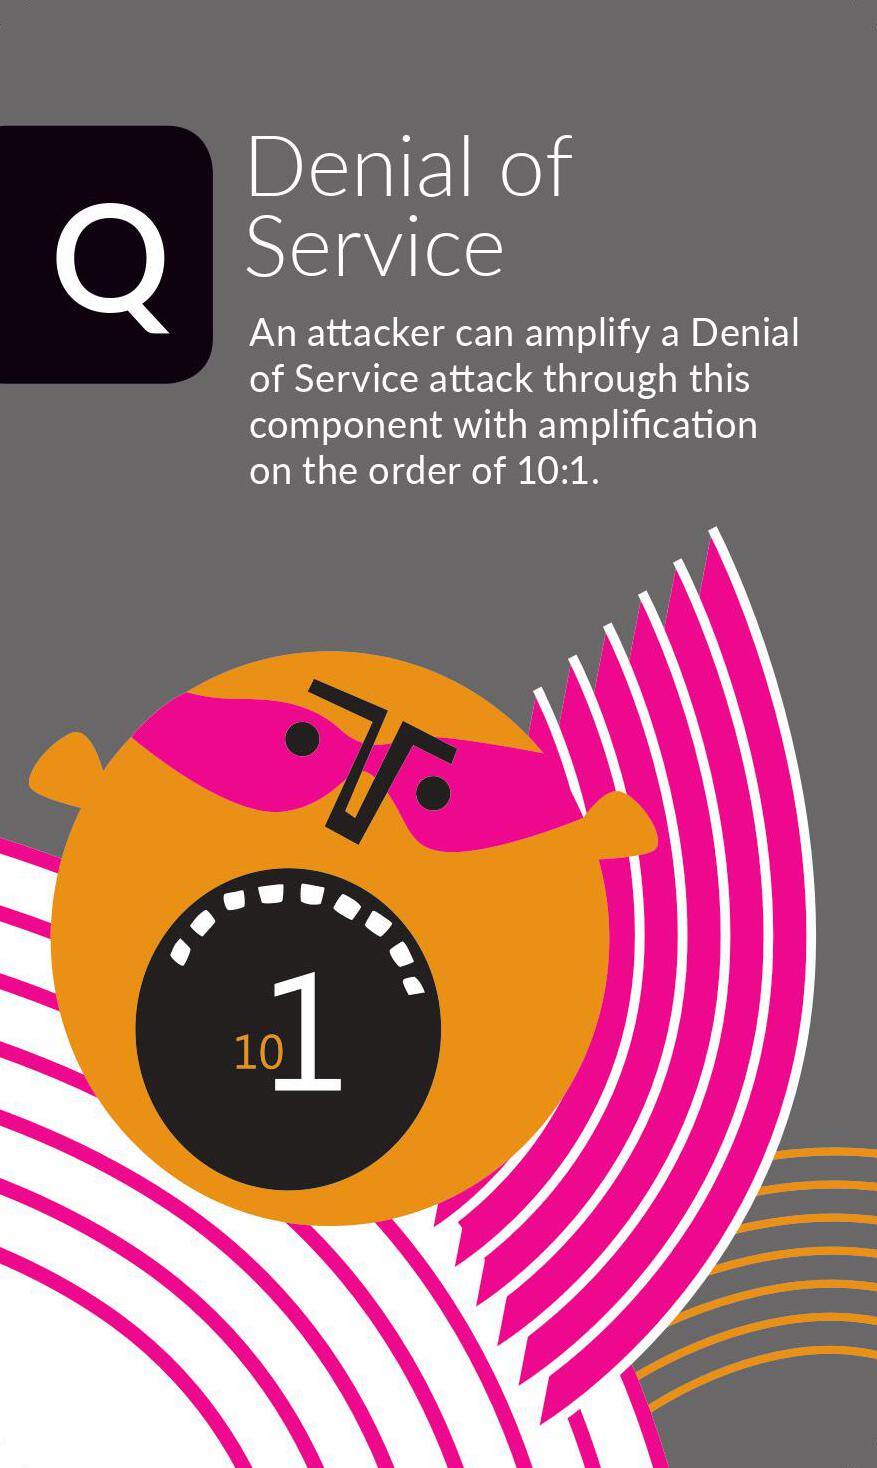 Q
Denial of
Service
An attacker can amplify a Denial
of Service attack through this
component with amplification
on the order of 10:1.
10
1